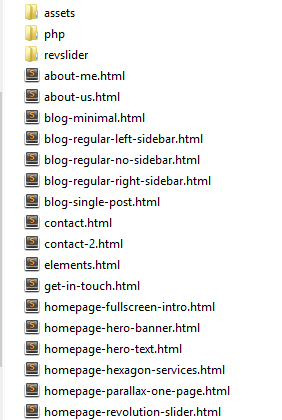 assets
php
revslider
about-me.html
about-us.html
blog-minimal.html
blog-regular-left-sidebar.html
blog-regular-no-sidebar.html
blog-regular-right-sidebar.html
blog-single-post.html
contact.html
contact-2.html
elements.html
get-in-touch.html
homepage-fullscreen-intro.html
homepage-hero-banner.html
homepage-hero-text.html
homepage-hexagon-services.html
homepage-parallax-one-page.html
homepage-revolution-slider.html